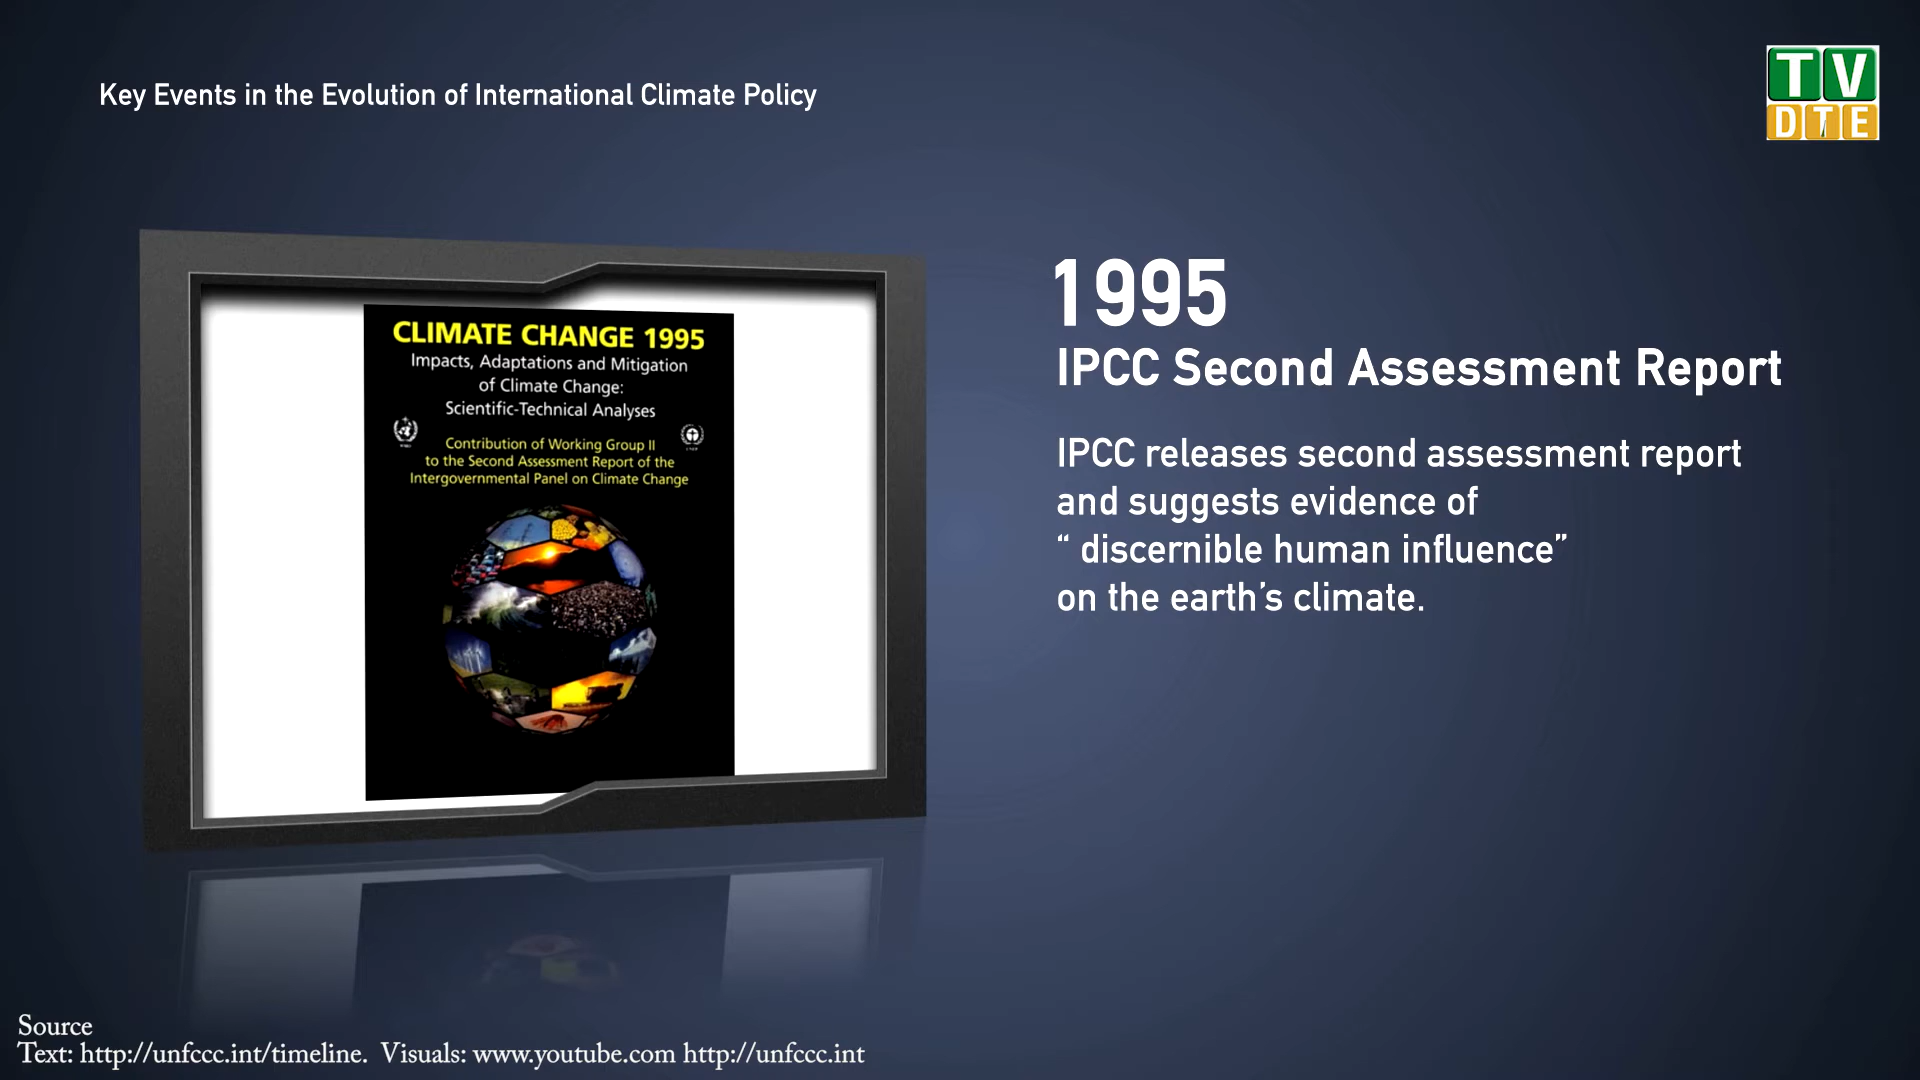 Key Events in the Evolution of International Climate Policy
TV
DTE
CLIMATE CHANGE 1995
Impacts, Adaptations and Mitigation
of Climate Change:
Scientific-Technical Analyses
Contribution of Working Group II
to the Second Assessment Report of the
Intergovernmental Panel on Climate Change
1995
IPCC Second Assessment Report
IPCC releases second assessment report
and suggests evidence of
“ discernible human influence”
on the earth’s climate.
Source
Text: http://unfccc.int/timeline.  Visuals: www.youtube.com http://unfccc.int